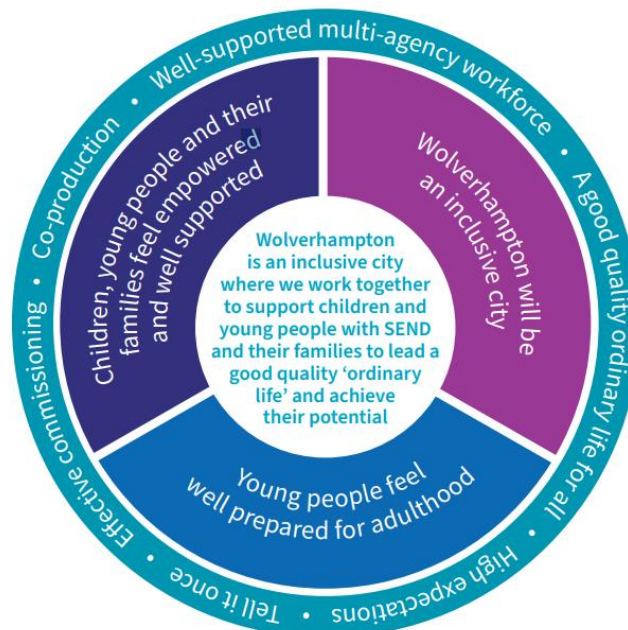 Well-supported multi-agency workforce • A good quality ordinary life for all • High expectations • Tell it once • Effective commissioning • Co-production •
Children, young people and their
families feel empowered
and well supported
Wolverhampton will be
an inclusive city
Wolverhampton
is an inclusive city
where we work together
to support children and
young people with SEND
and their families to lead a
good quality ‘ordinary
life’ and achieve
their potential
Young people feel
well prepared for adulthood